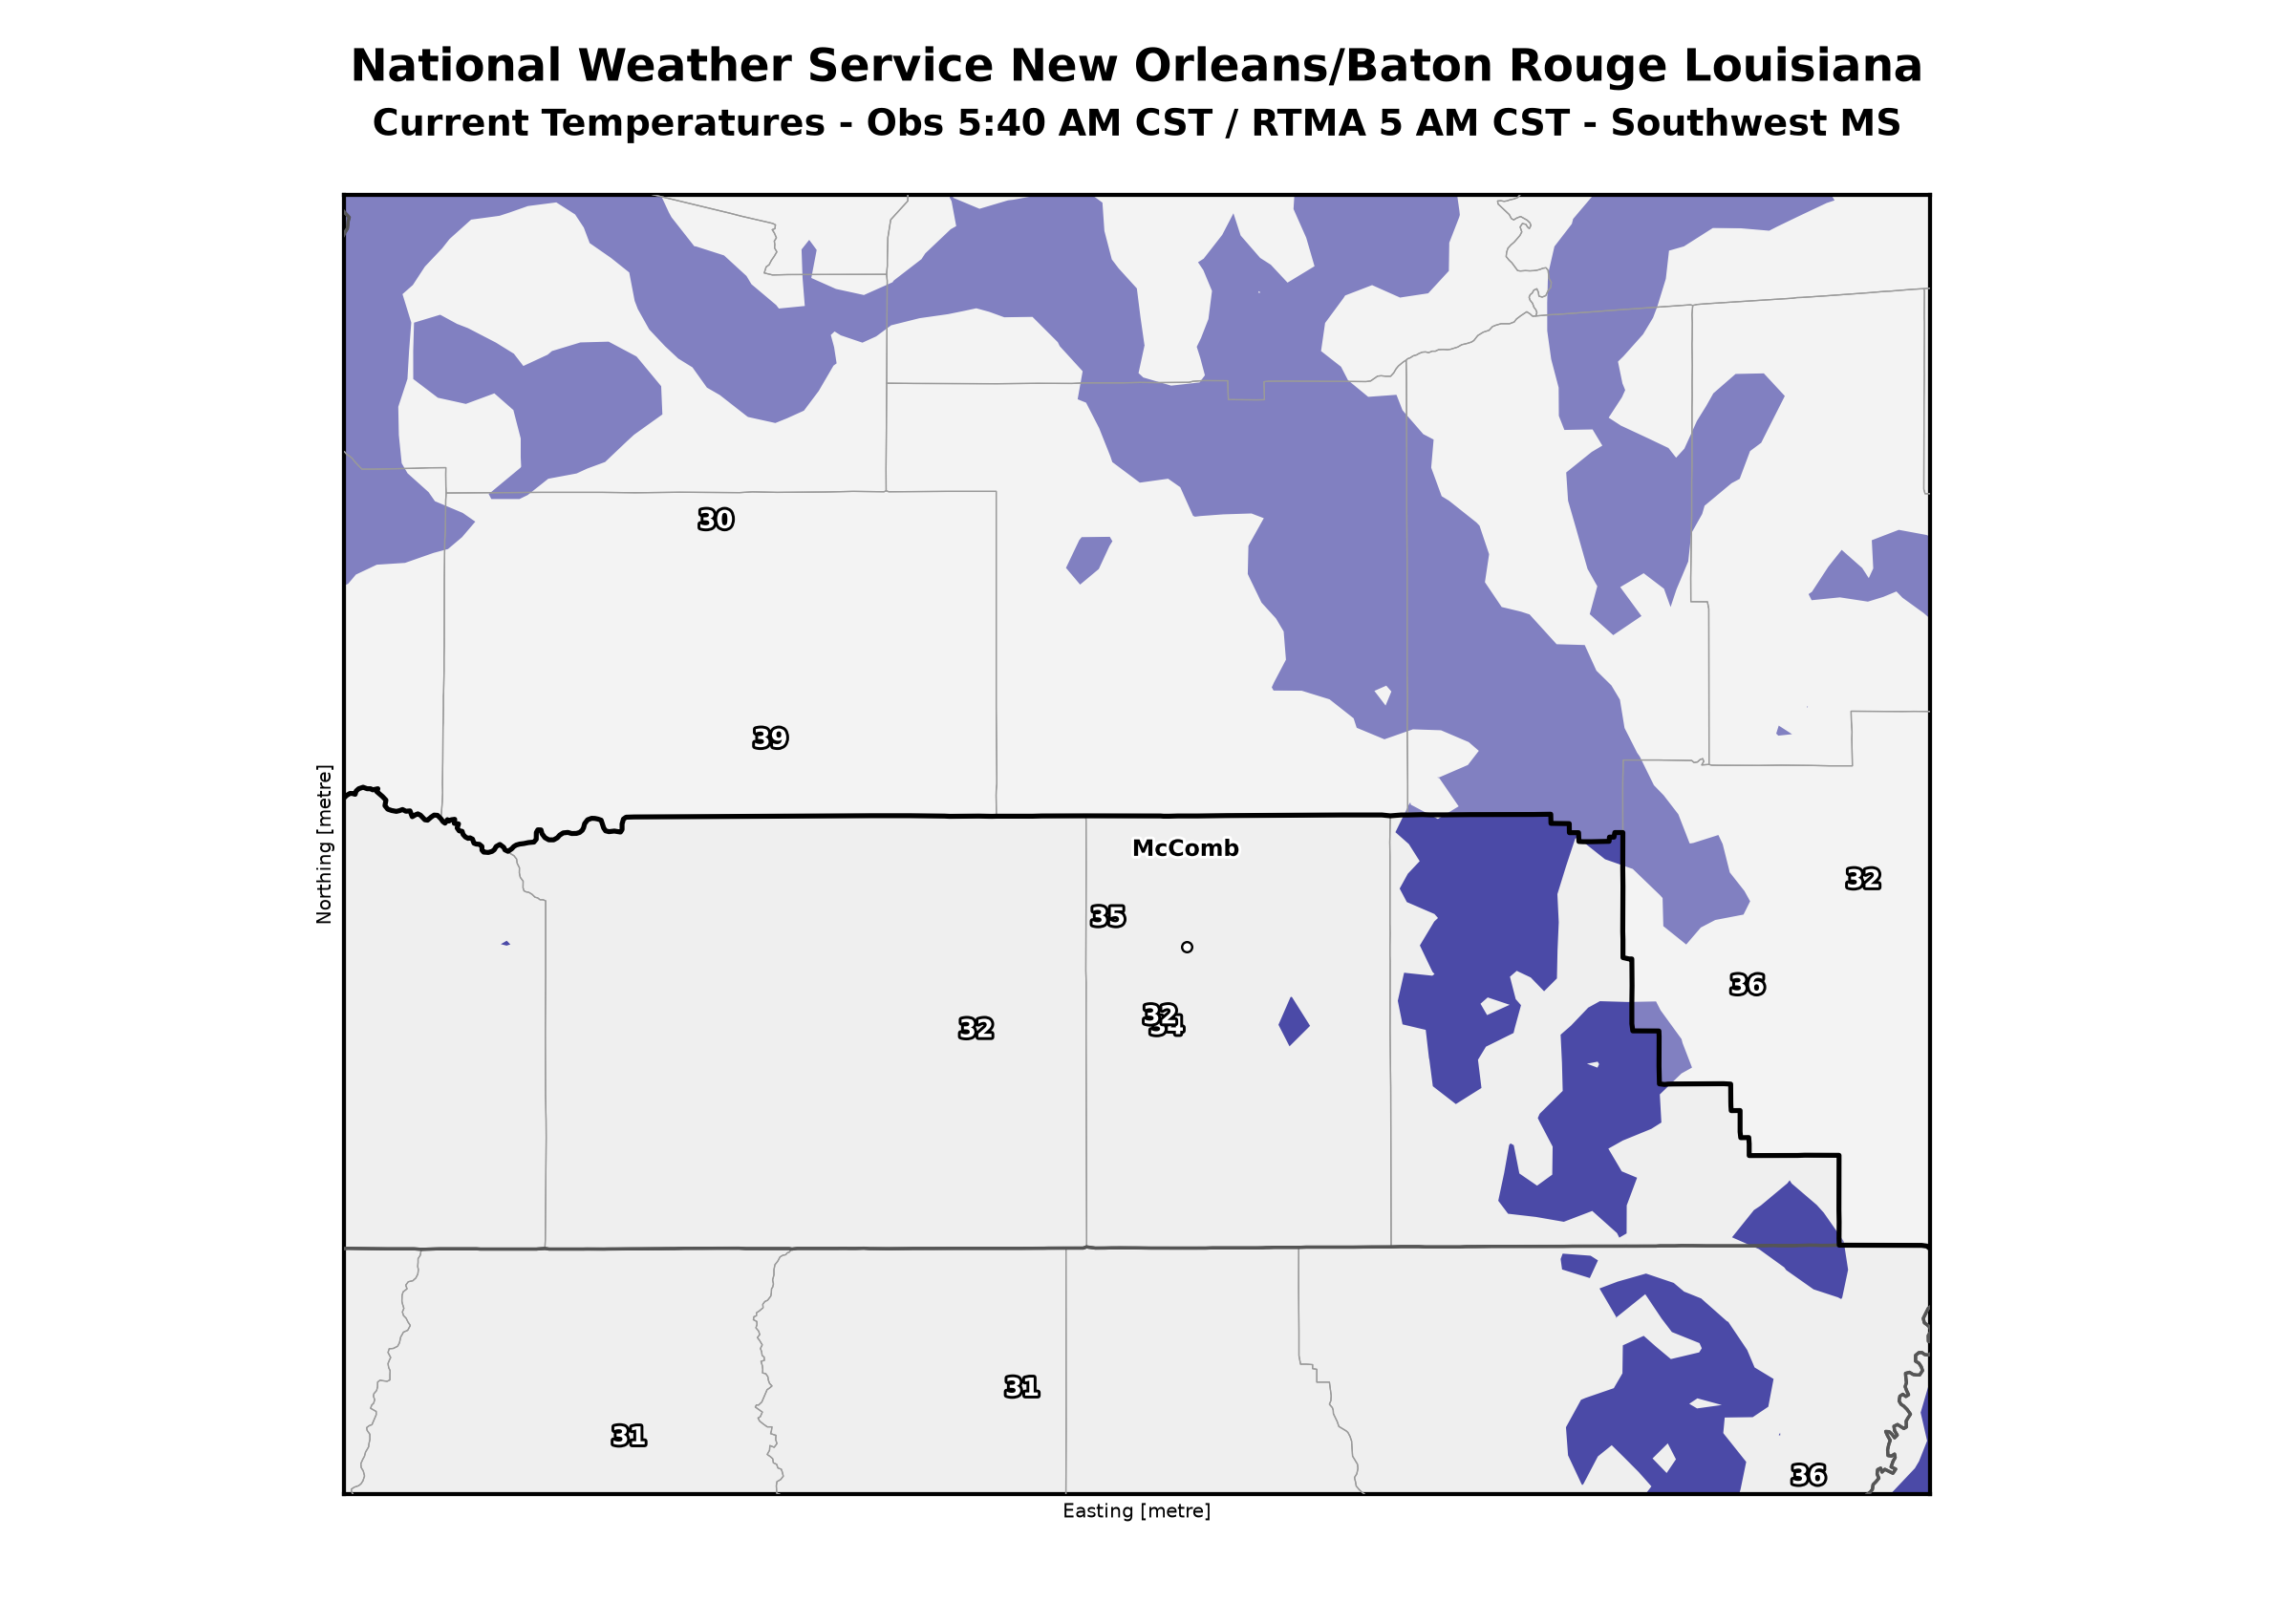 National Weather Service New Orleans/Baton Rouge Louisiana
Current Temperatures - Obs 5:40 AM CST / RTMA 5 AM CST - Southwest MS
30
39
Northing [metre]
McComb
32
35
36
32
32
34
31
31
36
Easting [metre]